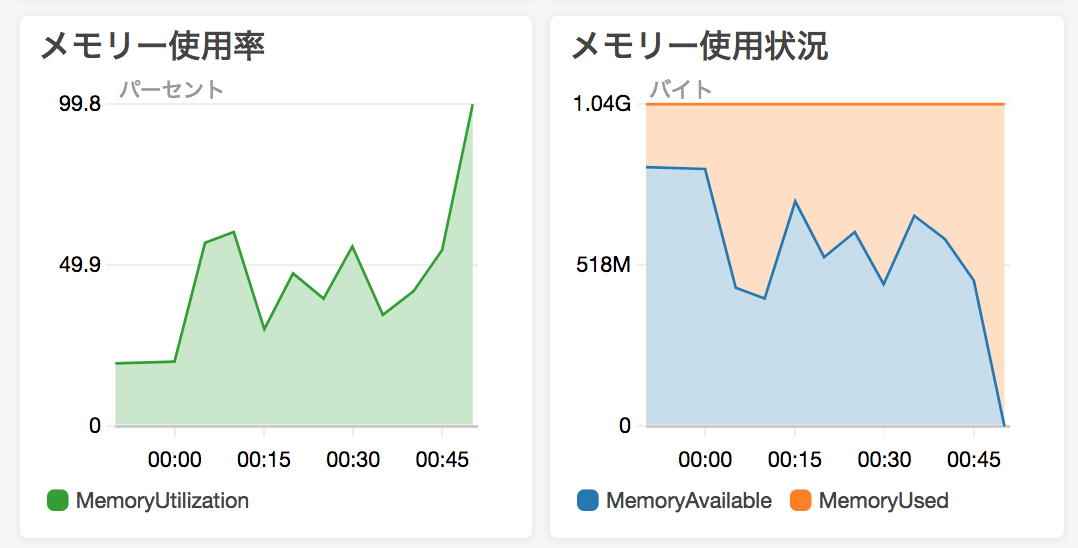 メモリー使用率
パーセント
99.8
49.9
0
00:00 00:15 00:30 00:45
MemoryUtilization
メモリー使用状況
バイト
1.04G
518M
0
00:00 00:15 00:30 00:45
MemoryAvailable MemoryUsed